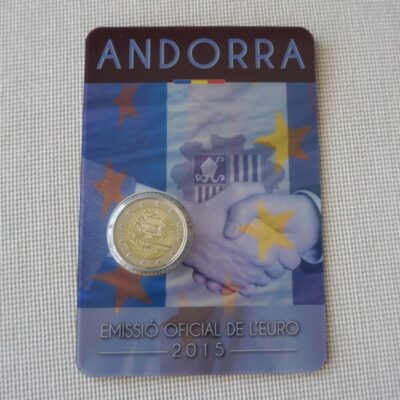 ANDORRA
EMISSIÓ OFICIAL DE L'EURO
2015